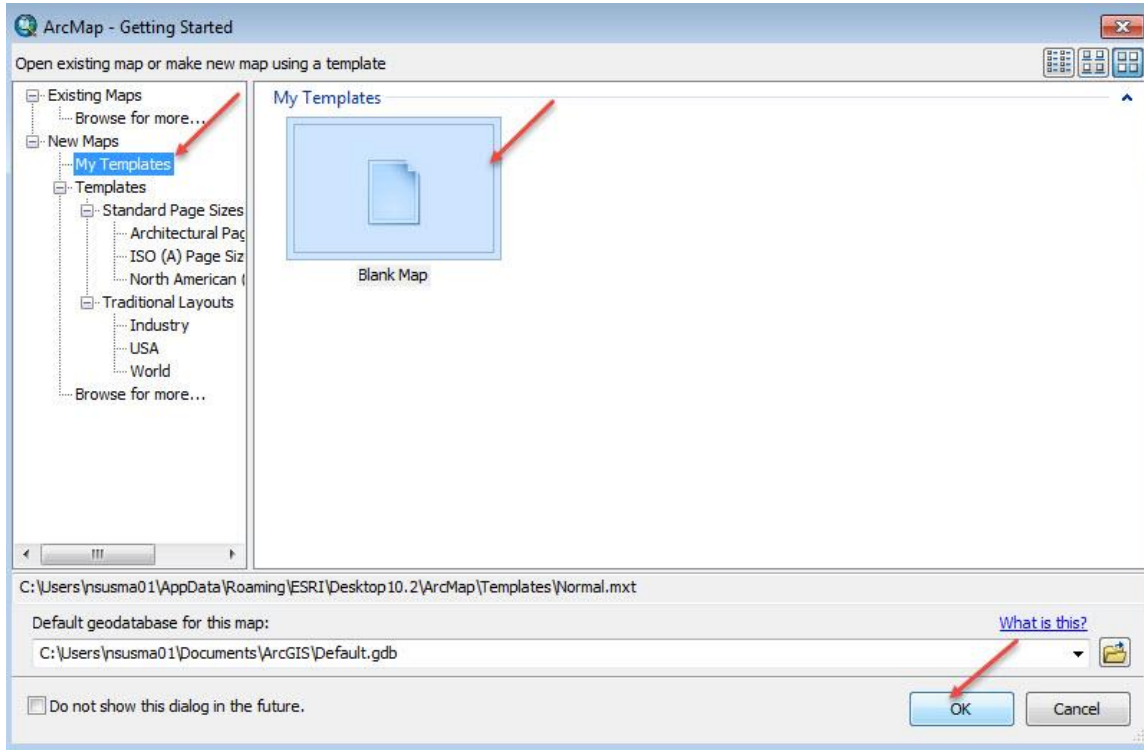 ArcMap - Getting Started
Open existing map or make new map using a template
Existing Maps
Browse for more...
New Maps
My Templates
Templates
Standard Page Sizes
Architectural Pag
ISO (A) Page Siz
North American (
Traditional Layouts
Industry
USA
World
Browse for more...
My Templates
Blank Map
C:\Users\nsusma01\AppData\Roaming\ESRI\Desktop10.2\ArcMap\Templates\Normal.mxt
Default geodatabase for this map:
What is this?
C:\Users\nsusma01\Documents\ArcGIS\Default.gdb
Do not show this dialog in the future.
OK
Cancel